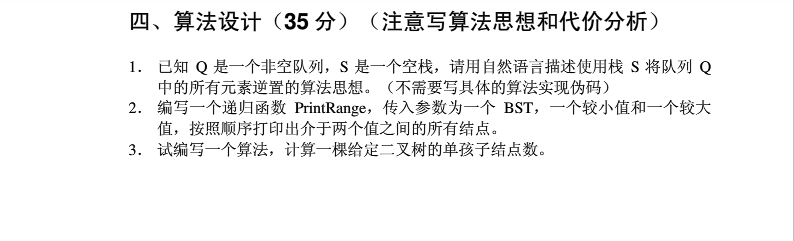 四、算法设计（35 分）（注意写算法思想和代价分析）
1. 已知 Q 是一个非空队列，S 是一个空栈，请用自然语言描述使用栈 S 将队列 Q
中的所有元素逆置的算法思想。（不需要写具体的算法实现伪码）
2. 编写一个递归函数 PrintRange，传入参数为一个 BST，一个较小值和一个较大
值，按照顺序打印出介于两个值之间的所有结点。
3. 试编写一个算法，计算一棵给定二叉树的单孩子结点数。